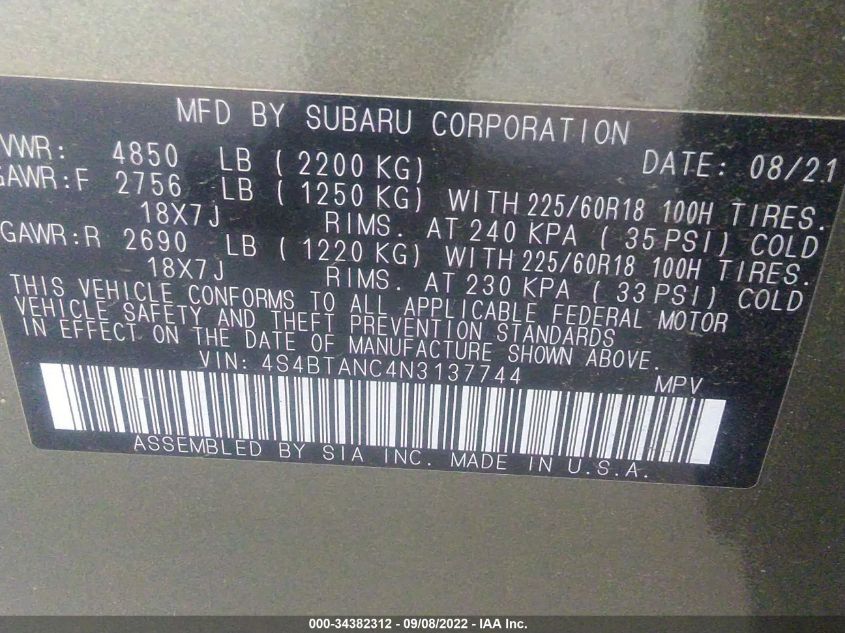 MFD BY SUBARU CORPORATION
VWR: 4850 LB ( 2200 KG) DATE: 08/21
GAWR:F 2756 LB ( 1250 KG) WITH 225/60R18 100H TIRES.
18X7J RIMS. AT 240 KPA ( 35 PSI) COLD
GAWR:R 2690 LB ( 1220 KG) WITH 225/60R18 100H TIRES.
18X7J RIMS. AT 230 KPA ( 33 PSI) COLD
THIS VEHICLE CONFORMS TO ALL APPLICABLE FEDERAL MOTOR
VEHICLE SAFETY AND THEFT PREVENTION STANDARDS
IN EFFECT ON THE DATE OF MANUFACTURE SHOWN ABOVE.
VIN: 4S4BTANC4N3137744 MPV
ASSEMBLED BY SIA INC. MADE IN U.S.A.
000-34382312 - 09/08/2022 - IAA Inc.